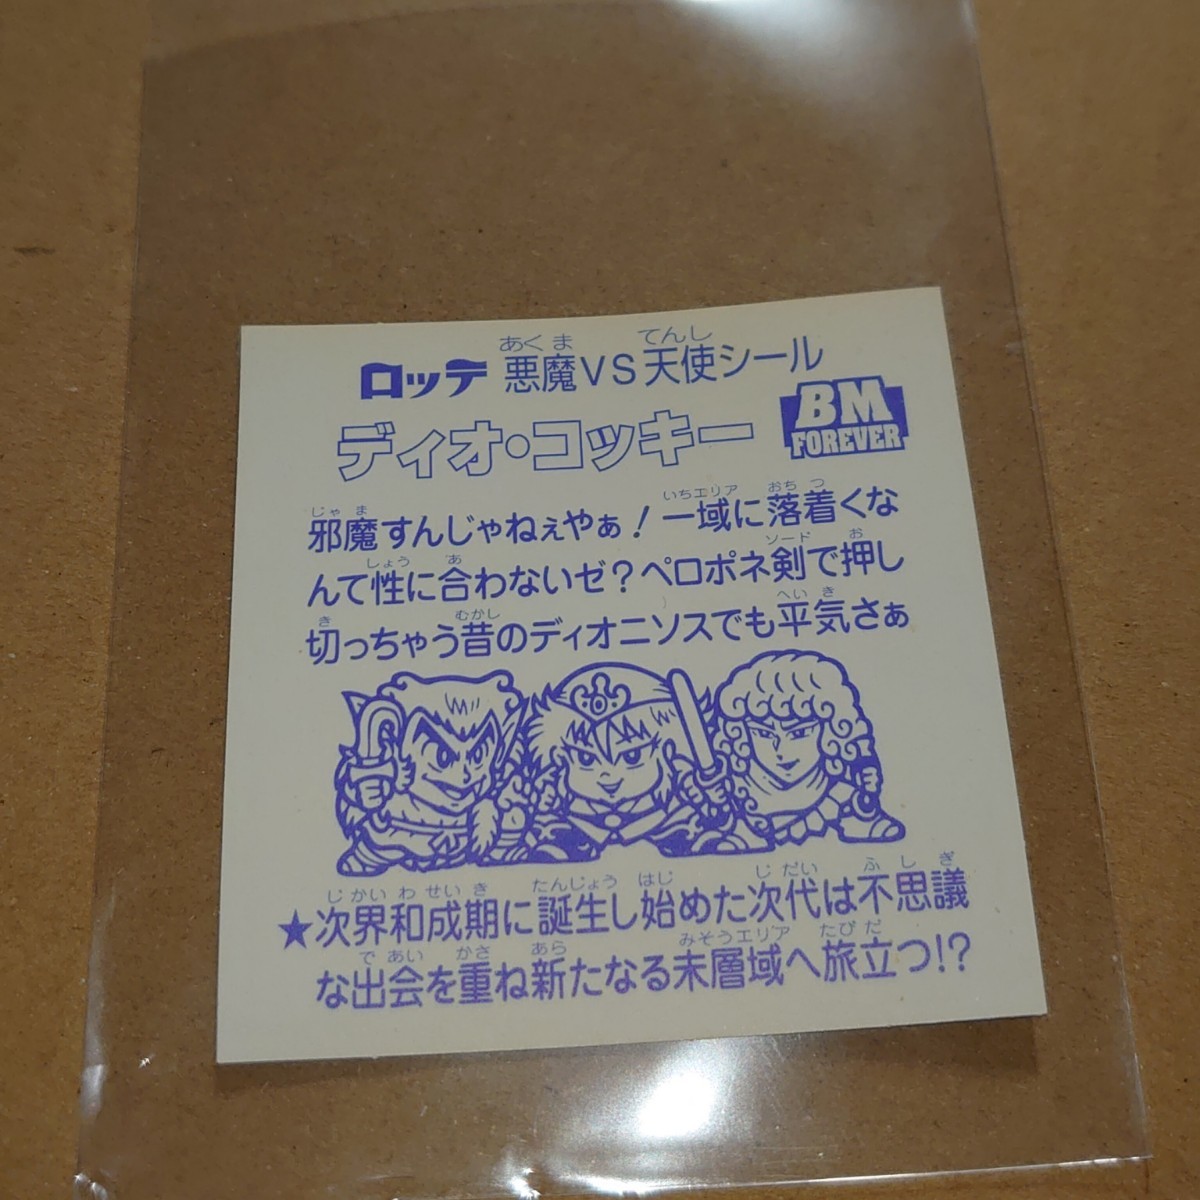 ロッテ 悪魔VS天使シール
あくま てんし
ディオ・コッキー
BM
FOREVER
じゃま いちエリア おちつ
邪魔すんじゃねぇやぁ!一域に落着くな
しょう あ ソード お
んて性に合わないゼ?ペロポネ剣で押し
き むかし へいき
切っちゃう昔のディオニソスでも平気さぁ
じかいわせいき たんじょう はじ じだい ふしぎ
★次界和成期に誕生し始めた次代は不思議
であい かさ あら みそうエリア たびだ
な出会を重ね新たなる未層域へ旅立つ!?